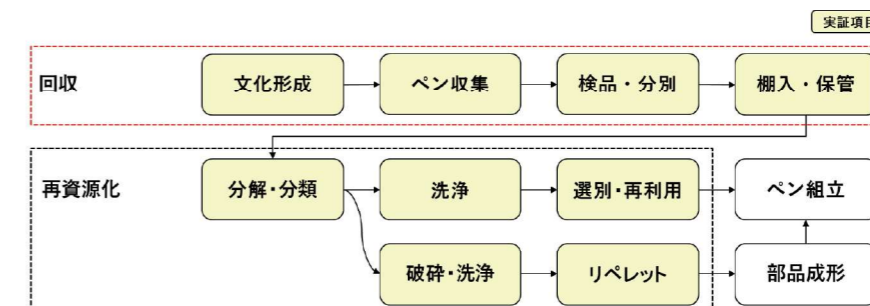 実証項目
回収
文化形成
ペン収集
検品・分別
棚入・保管
再資源化
分解・分類
洗浄
選別・再利用
ペン組立
破砕・洗浄
リペレット
部品成形